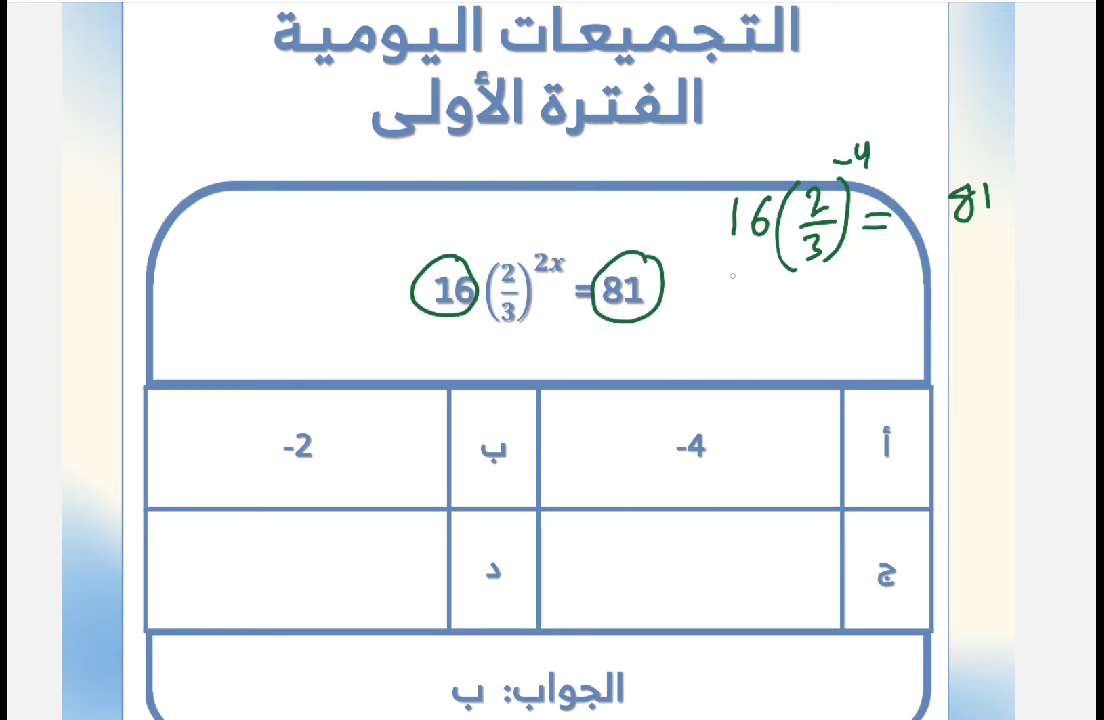 التجميعات اليومية
الفترة الأولى
16(2/3)^-4 = 81
16(2/3)^2x = 81
أ -4 ب -2
ج د
الجواب: ب